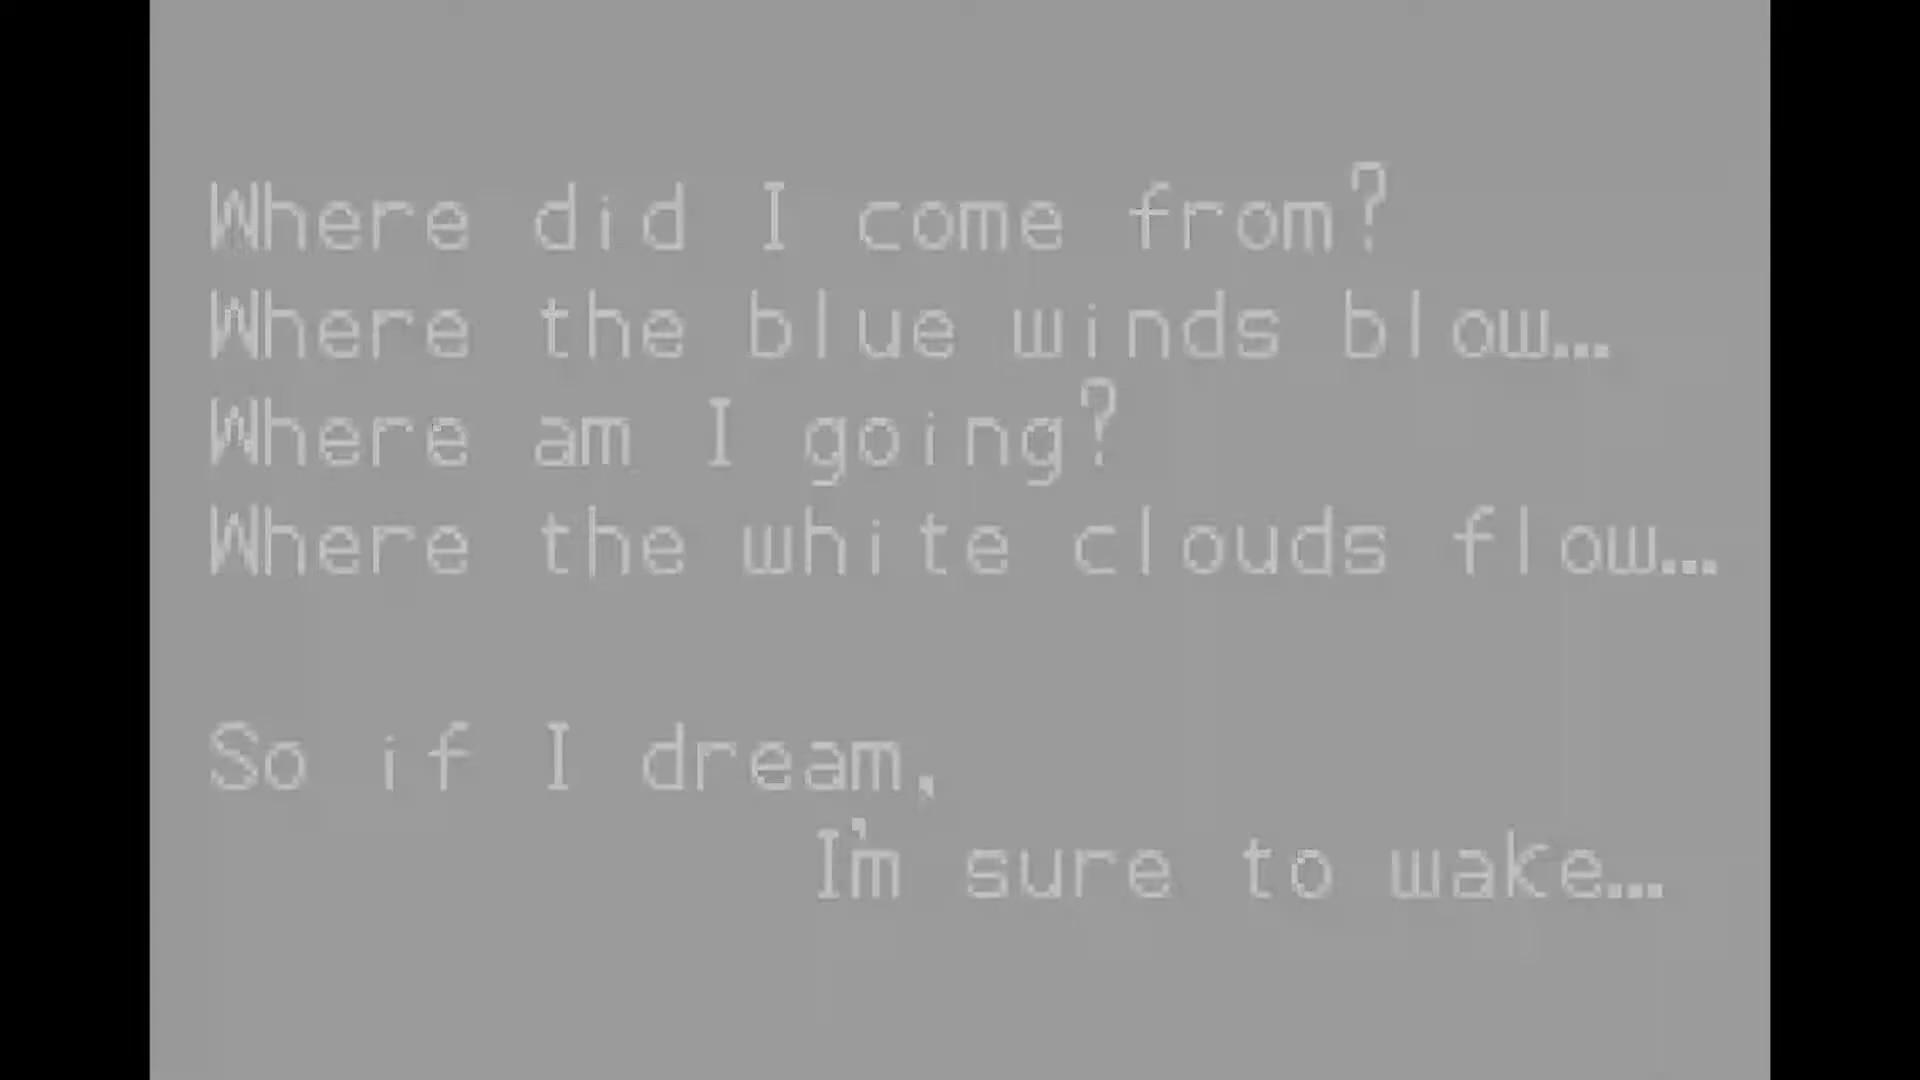 Where did I come from?
Where the blue winds blow…
Where am I going?
Where the white clouds flow…
So if I dream,
I'm sure to wake…